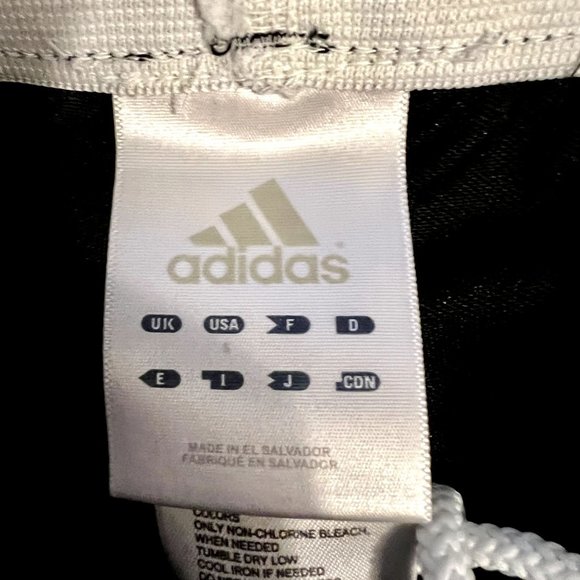 adidas
UK USA F D
E I J CDN
MADE IN EL SALVADOR
FABRIQUÉ EN SALVADOR
COLORS
ONLY NON-CHLORINE BLEACH,
WHEN NEEDED
TUMBLE DRY LOW
COOL IRON IF NEEDED